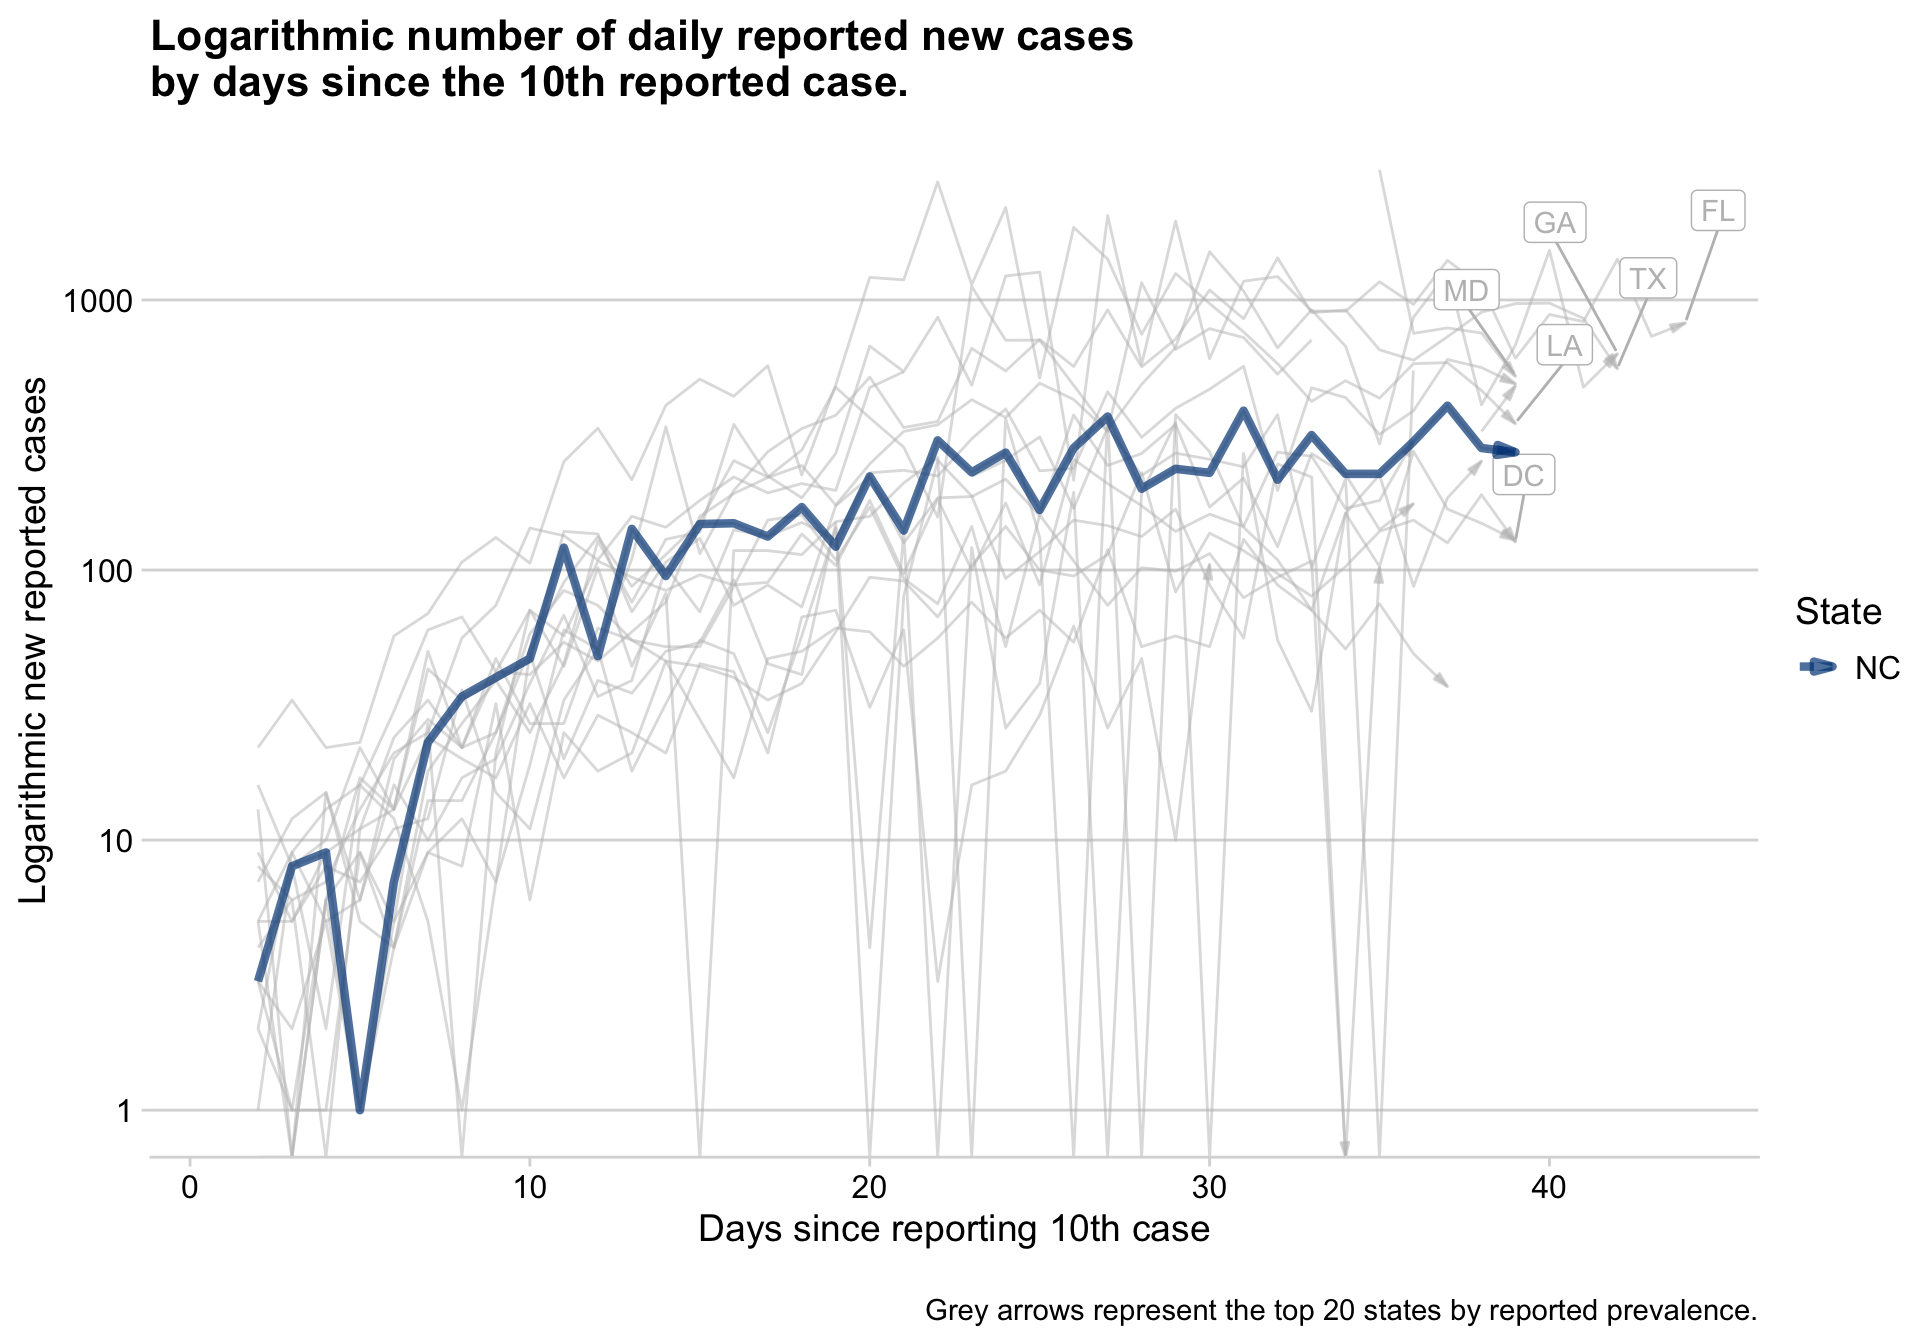 Logarithmic number of daily reported new cases
by days since the 10th reported case.
Logarithmic new reported cases
1000
100
10
1
GA
FL
MD
TX
LA
DC
State
NC
0
10
20
30
40
Days since reporting 10th case
Grey arrows represent the top 20 states by reported prevalence.